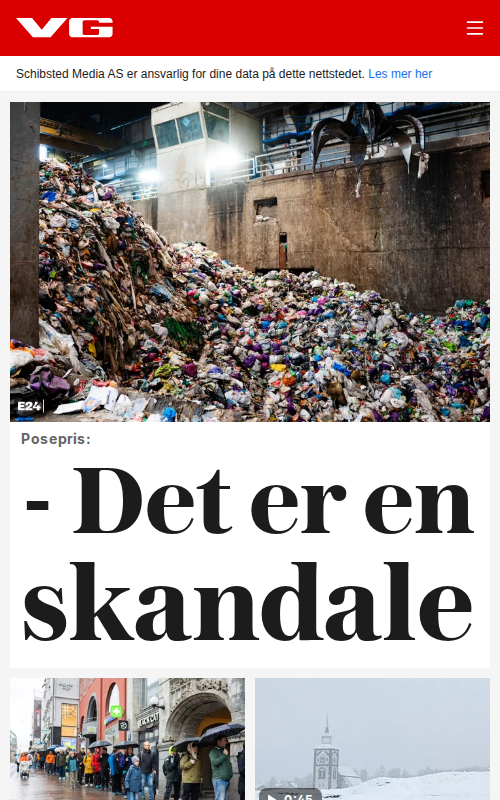 VG
Schibsted Media AS er ansvarlig for dine data på dette nettstedet. Les mer her
E24
Posepris:
- Det er en
skandale
0:45